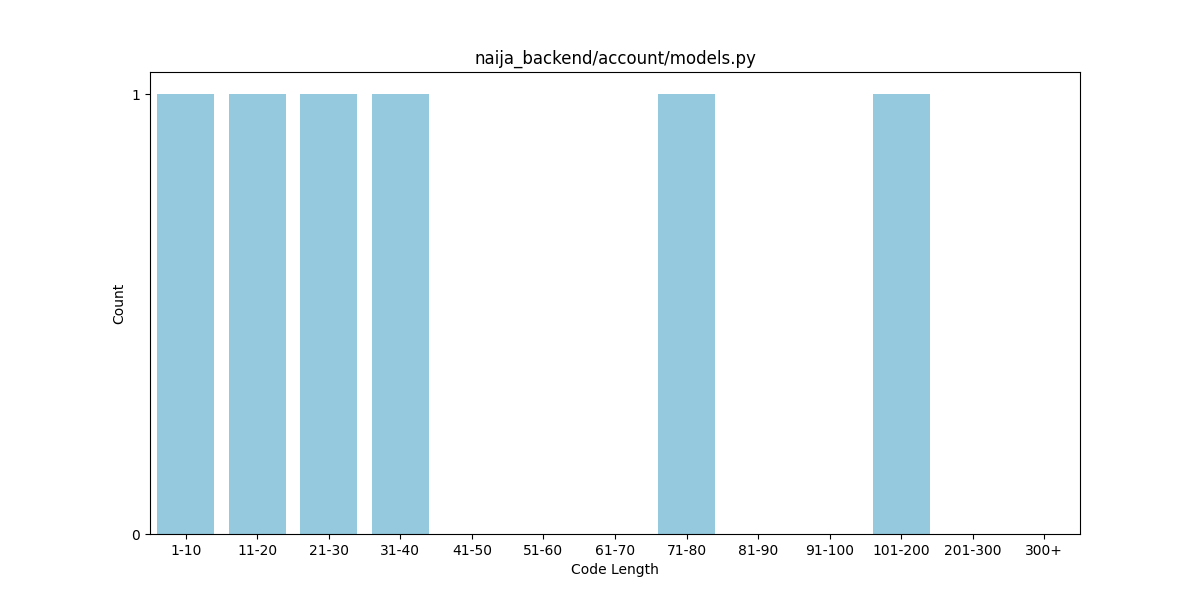 naija_backend/account/models.py
1
0
Count
1-10 11-20 21-30 31-40 41-50 51-60 61-70 71-80 81-90 91-100 101-200 201-300 300+
Code Length